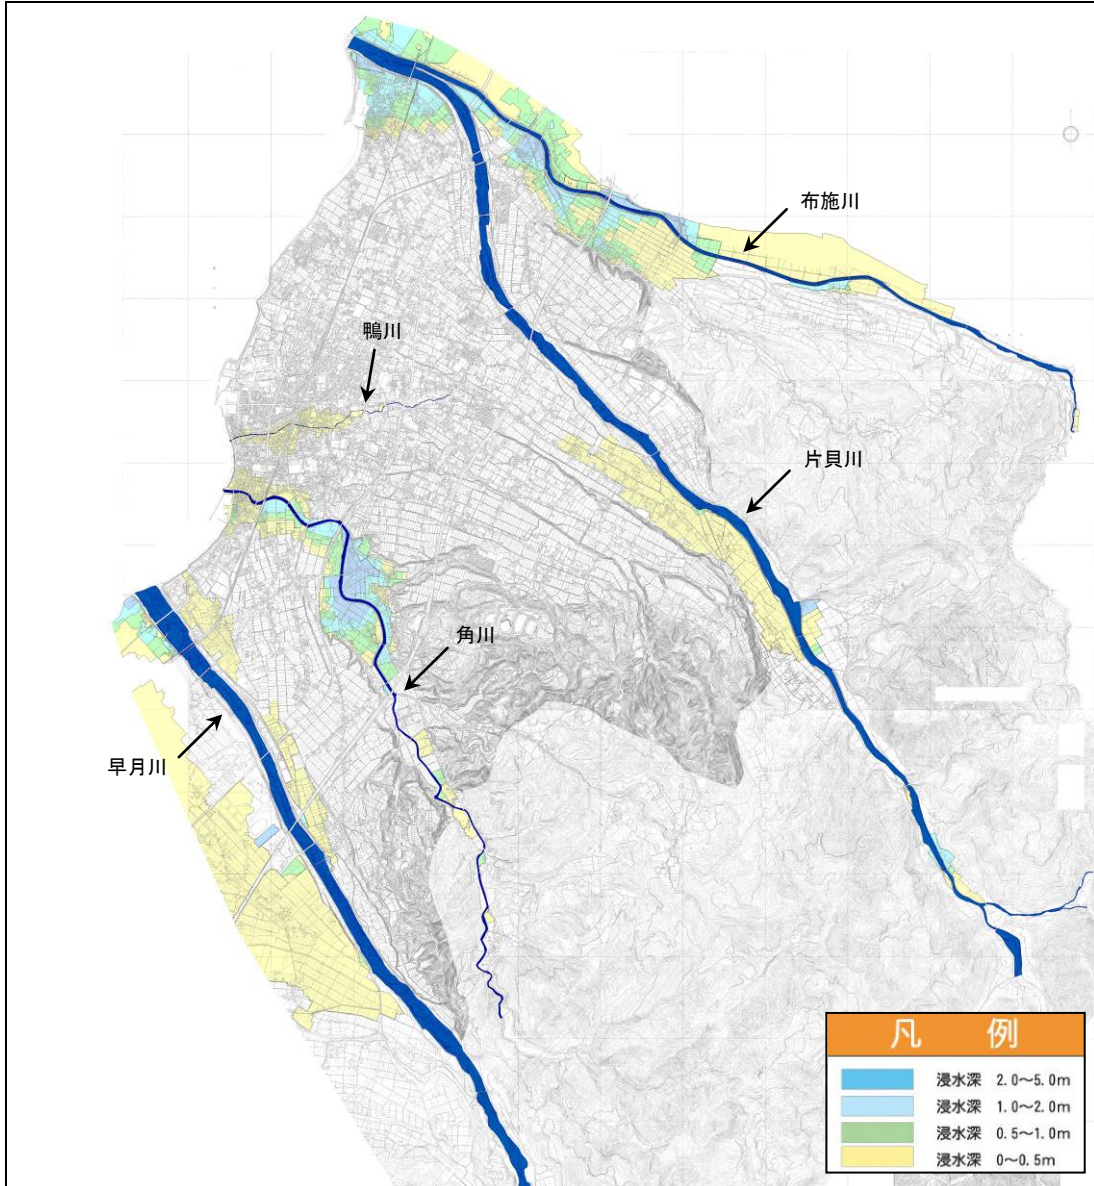 布施川
鴨川
片貝川
角川
早月川
凡 例
浸水深 2.0～5.0m
浸水深 1.0～2.0m
浸水深 0.5～1.0m
浸水深 0～0.5m